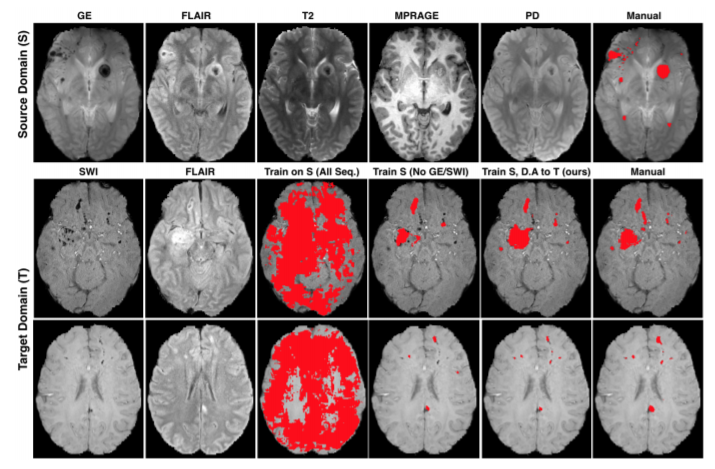 GE FLAIR T2 MPRAGE PD Manual
Source Domain (S)
SWI FLAIR Train on S (All Seq.) Train S (No GE/SWI) Train S, D.A to T (ours) Manual
Target Domain (T)